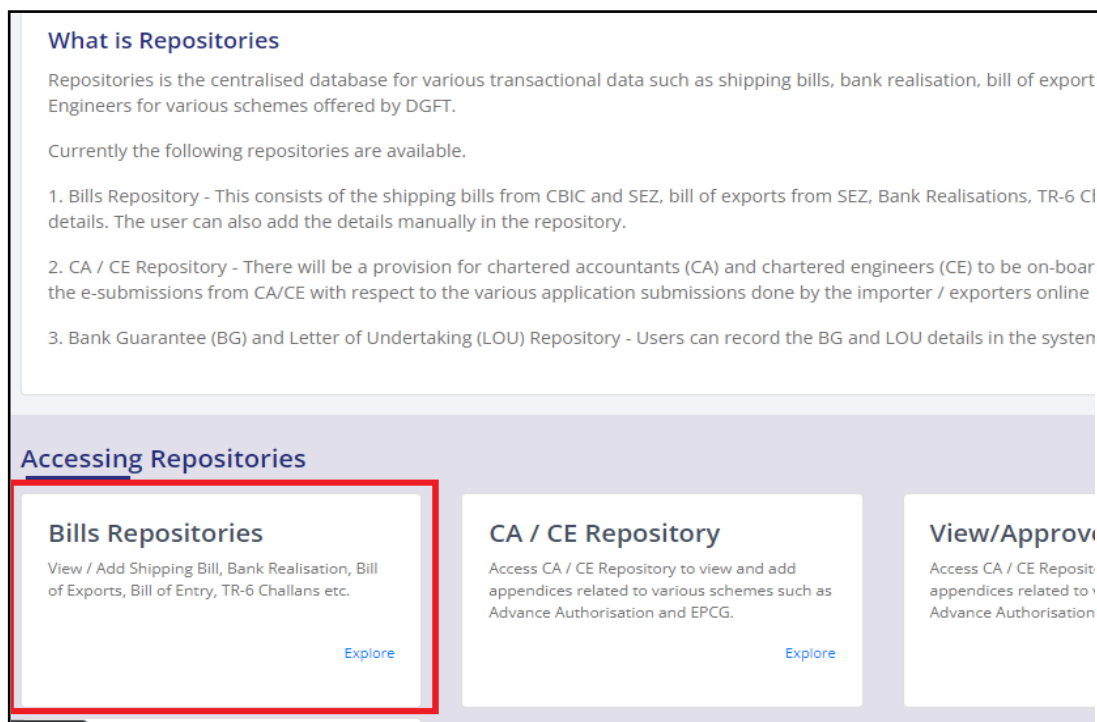 What is Repositories
Repositories is the centralised database for various transactional data such as shipping bills, bank realisation, bill of export
Engineers for various schemes offered by DGFT.
Currently the following repositories are available.
1. Bills Repository - This consists of the shipping bills from CBIC and SEZ, bill of exports from SEZ, Bank Realisations, TR-6
details. The user can also add the details manually in the repository.
2. CA / CE Repository - There will be a provision for chartered accountants (CA) and chartered engineers (CE) to be
the e-submissions from CA/CE with respect to the various application submissions done by the importer / exporters online
3. Bank Guarantee (BG) and Letter of Undertaking (LOU) Repository - Users can record the BG and LOU details in the
Accessing Repositories
Bills Repositories
View / Add Shipping Bill, Bank Realisation, Bill
of Exports, Bill of Entry, TR-6 Challans etc.
Explore
CA / CE Repository
Access CA / CE Repository to view and add
appendices related to various schemes such as
Advance Authorisation and EPCG.
Explore
View/Approve
Access CA / CE
appendices related to
Advance Authorisation